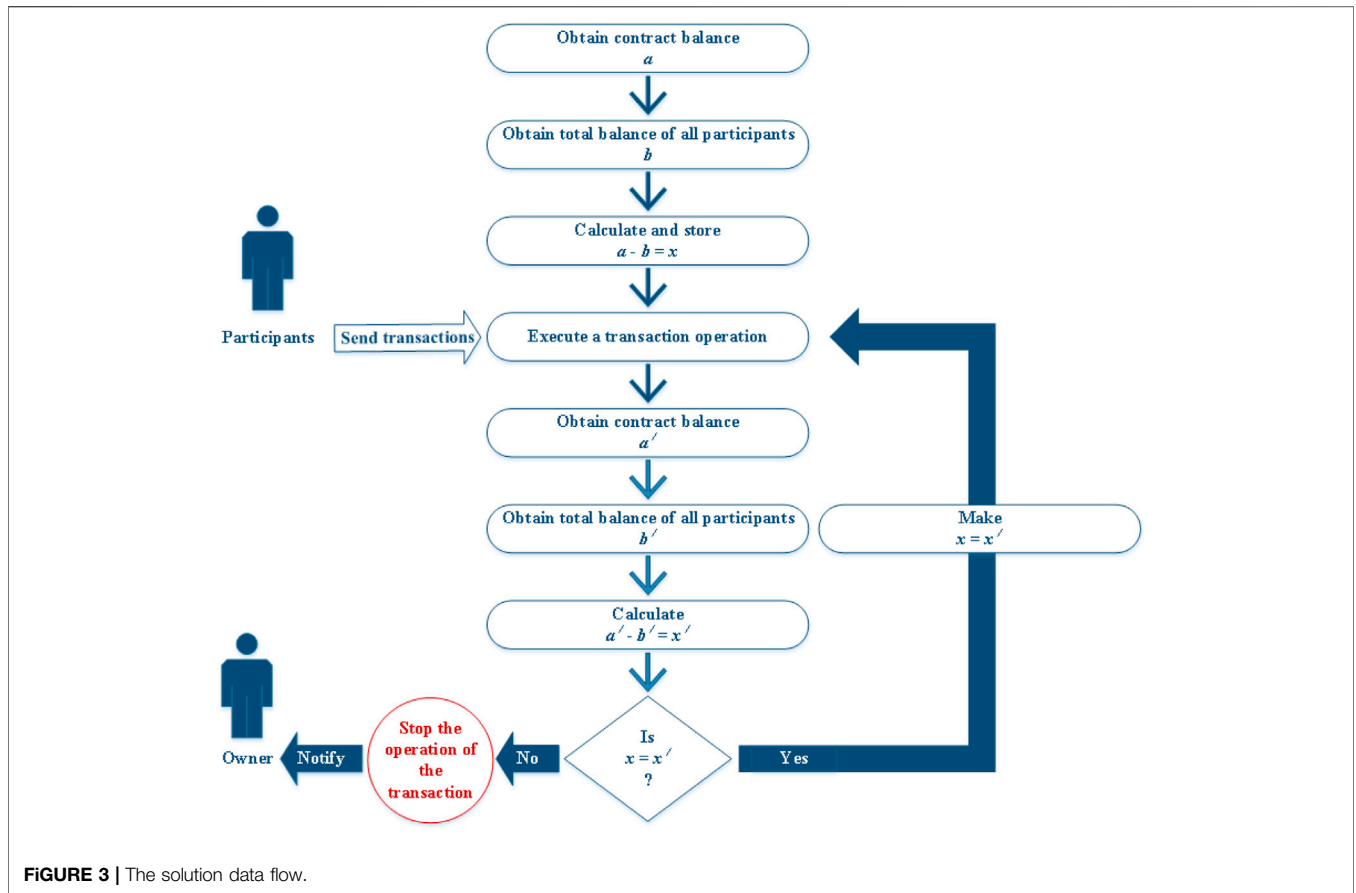 Obtain contract balance
a
Obtain total balance of all participants
b
Calculate and store
a - b = x
Participants
Send transactions
Execute a transaction operation
Obtain contract balance
a′
Obtain total balance of all participants
b′
Make
x = x′
Calculate
a′ - b′ = x′
Owner
Notify
Stop the
operation of
the
transaction
No
Is
x = x′
?
Yes
FiGURE 3 | The solution data flow.